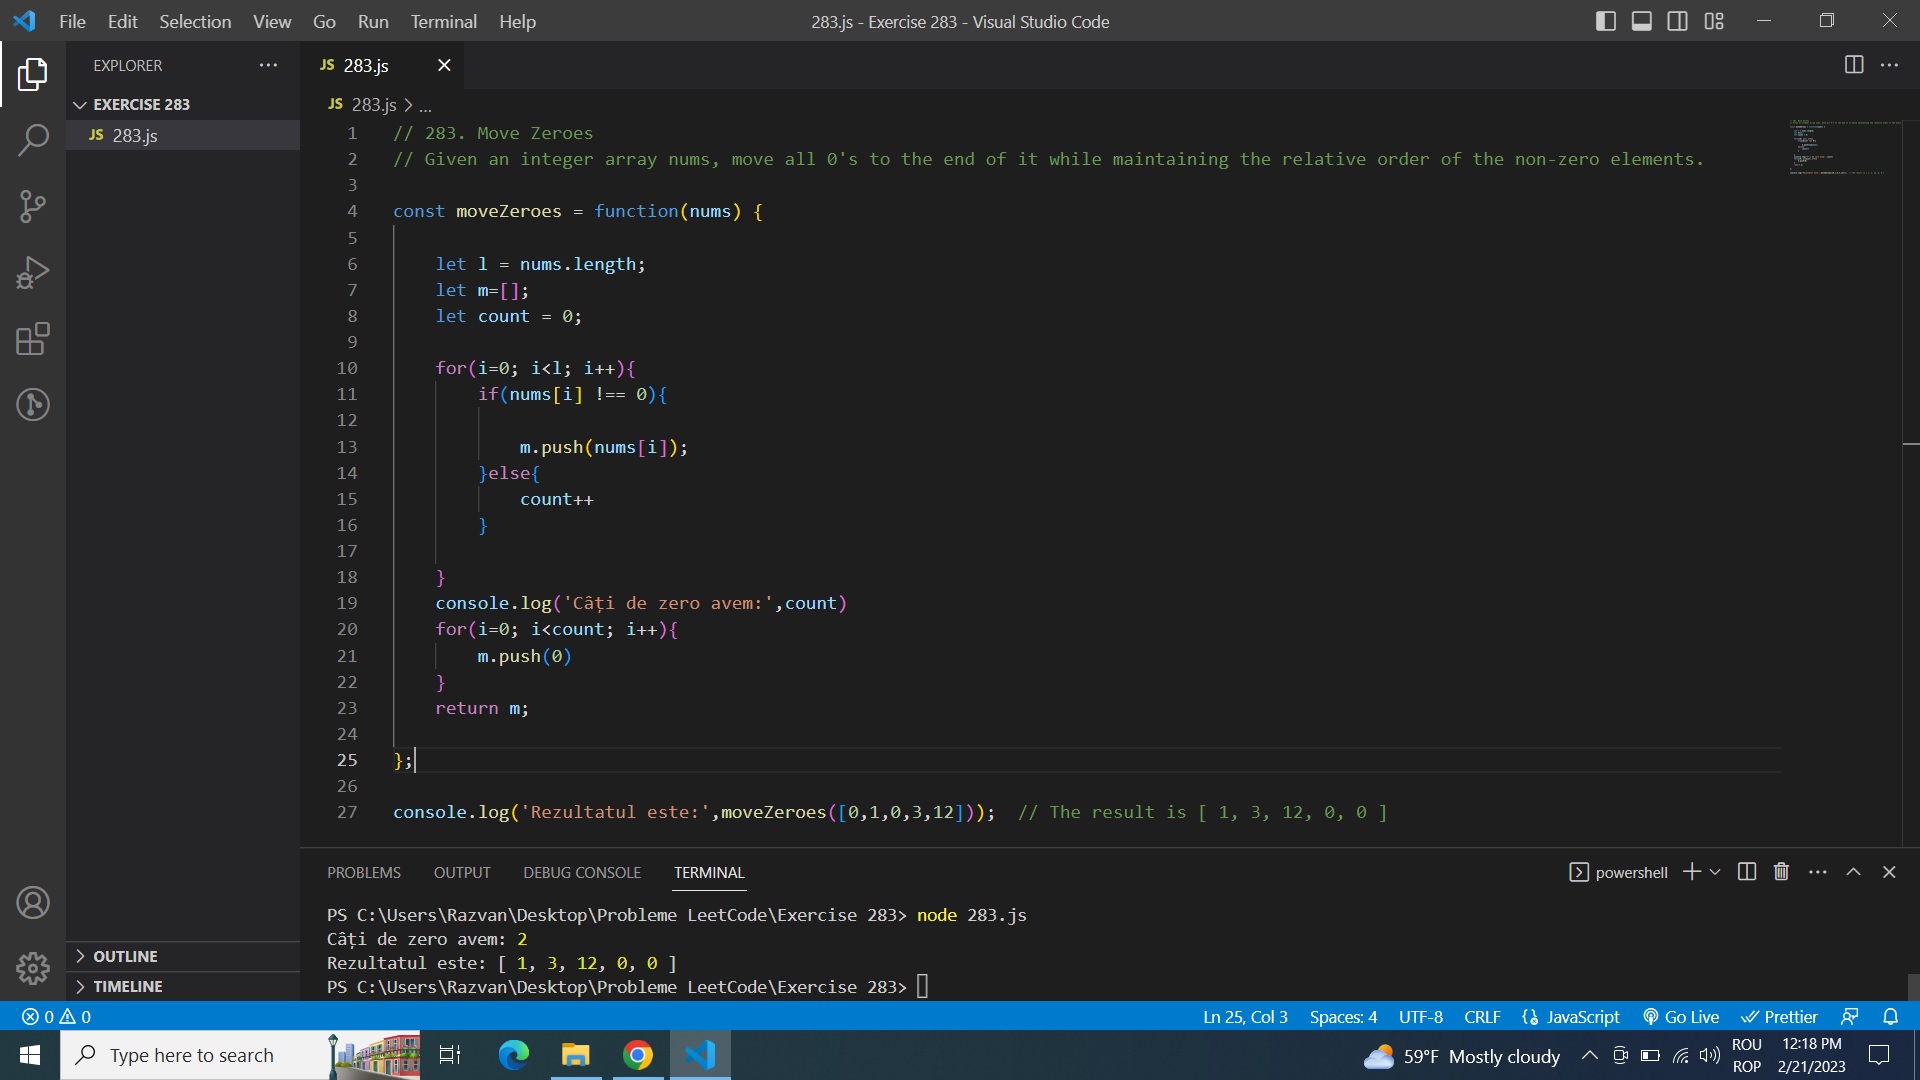 File Edit Selection View Go Run Terminal Help
283.js - Exercise 283 - Visual Studio Code
EXPLORER
EXERCISE 283
JS 283.js
OUTLINE
TIMELINE
JS 283.js
JS 283.js > ...
1 // 283. Move Zeroes
2 // Given an integer array nums, move all 0's to the end of it while maintaining the relative order of the non-zero elements.
3
4 const moveZeroes = function(nums) {
5
6 let l = nums.length;
7 let m=[];
8 let count = 0;
9
10 for(i=0; i<l; i++){
11 if(nums[i] !== 0){
12
13 m.push(nums[i]);
14 }else{
15 count++
16 }
17
18 }
19 console.log('Câți de zero avem:',count)
20 for(i=0; i<count; i++){
21 m.push(0)
22 }
23 return m;
24
25 };
26
27 console.log('Rezultatul este:',moveZeroes([0,1,0,3,12])); // The result is [ 1, 3, 12, 0, 0 ]
PROBLEMS OUTPUT DEBUG CONSOLE TERMINAL
powershell
PS C:\Users\Razvan\Desktop\Probleme LeetCode\Exercise 283> node 283.js
Câți de zero avem: 2
Rezultatul este: [ 1, 3, 12, 0, 0 ]
PS C:\Users\Razvan\Desktop\Probleme LeetCode\Exercise 283>
0 0
Ln 25, Col 3 Spaces: 4 UTF-8 CRLF JavaScript Go Live Prettier
Type here to search
59°F Mostly cloudy
ROU
ROP
12:18 PM
2/21/2023